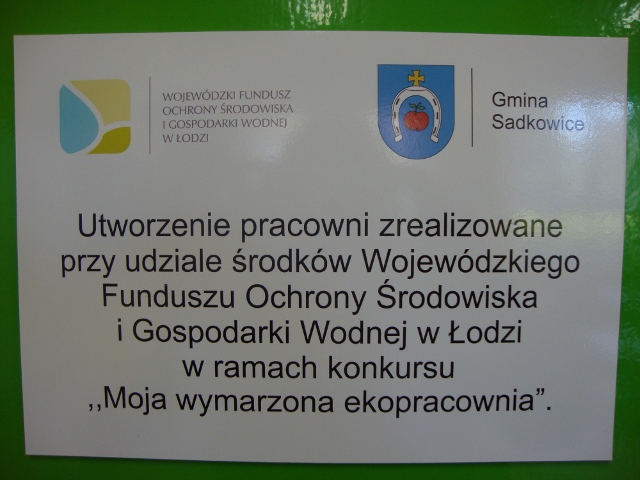 WOJEWÓDZKI FUNDUSZ
OCHRONY ŚRODOWISKA
I GOSPODARKI WODNEJ
W ŁODZI
Gmina
Sadkowice
Utworzenie pracowni zrealizowane
przy udziale środków Wojewódzkiego
Funduszu Ochrony Środowiska
i Gospodarki Wodnej w Łodzi
w ramach konkursu
,,Moja wymarzona ekopracownia”.